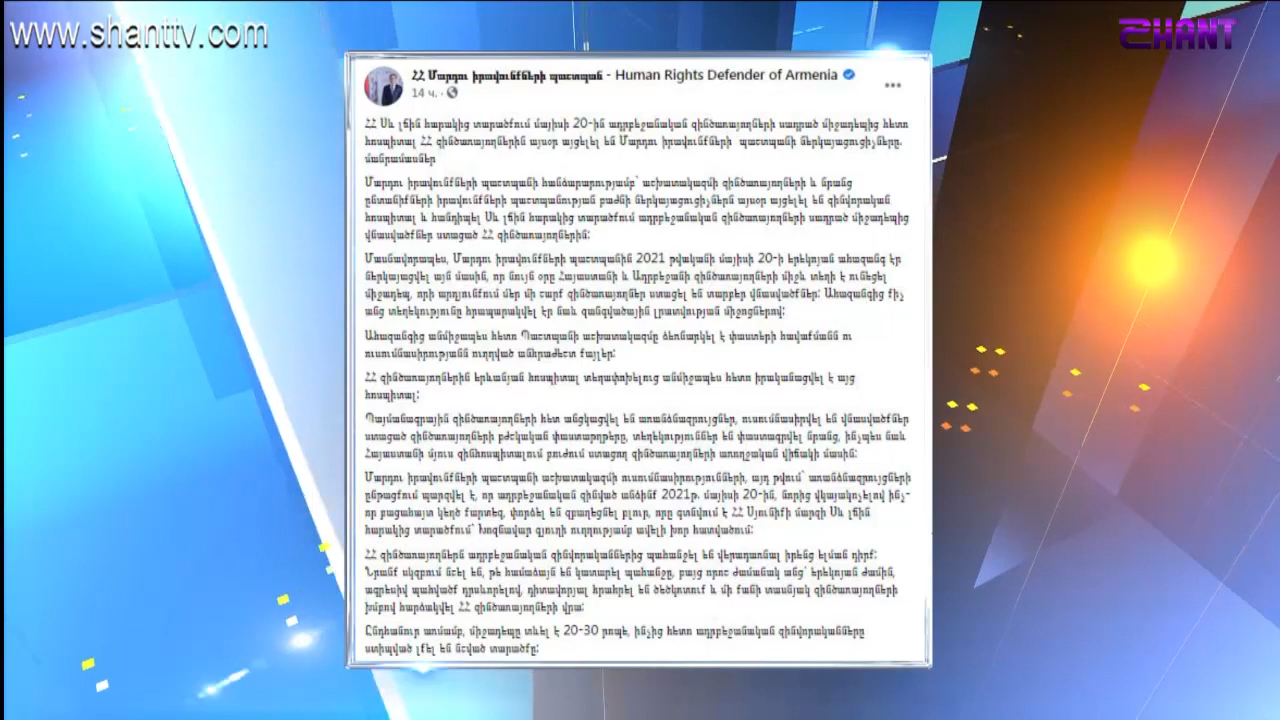 www.shanttv.com
SHANT
ՀՀ Մարդու իրավունքների պաշտպան - Human Rights Defender of Armenia
14 ժ.
ՀՀ Սև լճին հարակից տարածքում մայիսի 20-ին ադրբեջանական զինծառայողների սադրած միջադեպից հետո
հոսպիտալ ՀՀ զինծառայողներին այսօր այցելել են Մարդու իրավունքների պաշտպանի ներկայացուցիչները.
մանրամասներ
Մարդու իրավունքների պաշտպանի հանձնարարությամբ՝ աշխատակազմի զինծառայողների և նրանց
ընտանիքների իրավունքների պաշտպանության բաժնի ներկայացուցիչներն այսօր այցելել են զինվորական
հոսպիտալ և հանդիպել Սև լճին հարակից տարածքում ադրբեջանական զինծառայողների սադրած միջադեպից
վնասվածքներ ստացած ՀՀ զինծառայողներին:
Մասնավորապես, Մարդու իրավունքների պաշտպանին 2021 թվականի մայիսի 20-ի երեկոյան ահազանգ էր
ներկայացվել այն մասին, որ նույն օրը Հայաստանի և Ադրբեջանի զինծառայողների միջև տեղի է ունեցել
միջադեպ, որի արդյունքում մեր մի շարք զինծառայողներ ստացել են տարբեր վնասվածքներ: Ահազանգից քիչ
անց տեղեկությունը հրապարակվել էր նաև զանգվածային լրատվության միջոցներով:
Ահազանգից անմիջապես հետո Պաշտպանի աշխատակազմը ձեռնարկել է փաստերի հավաքմանն ու
ուսումնասիրությանն ուղղված անհրաժեշտ քայլեր:
ՀՀ զինծառայողներին երևանյան հոսպիտալ տեղափոխելուց անմիջապես հետո իրականացվել է այց
հոսպիտալ:
Պայմանագրային զինծառայողների հետ անցկացվել են առանձնազրույցներ, ուսումնասիրվել են վնասվածքներ
ստացած զինծառայողների բժշկական փաստաթղթերը, տեղեկություններ են փաստագրվել նրանց, ինչպես նաև
Հայաստանի մյուս զինհոսպիտալում բուժում ստացող զինծառայողների առողջական վիճակի մասին:
Մարդու իրավունքների պաշտպանի աշխատակազմի ուսումնասիրությունների, այդ թվում՝ առանձնազրույցների
ընթացքում պարզվել է, որ ադրբեջանական զինված անձինք 2021թ. մայիսի 20-ին, նորից վկայակոչելով ինչ-
որ բացահայտ կեղծ քարտեզ, փորձել են զբաղեցնել բլուր, որը գտնվում է ՀՀ Սյունիքի մարզի Սև լճին
հարակից տարածքում՝ Խոզնավար գյուղի ուղղությամբ ավելի խոր հատվածում:
ՀՀ զինծառայողներն ադրբեջանական զինվորականներից պահանջել են վերադառնալ իրենց ելման դիրք:
Նրանք սկզբում նշել են, թե համաձայն են կատարել պահանջը, բայց որոշ ժամանակ անց՝ երեկոյան ժամին,
ագրեսիվ պահվածք դրսևորելով, դիտավորյալ հրահրել են ծեծկռտուք և մի քանի տասնյակ զինծառայողների
խմբով հարձակվել ՀՀ զինծառայողների վրա:
Ընդհանուր առմամբ, միջադեպը տևել է 20-30 րոպե, ինչից հետո ադրբեջանական զինվորականները
ստիպված լքել են նշված տարածքը: